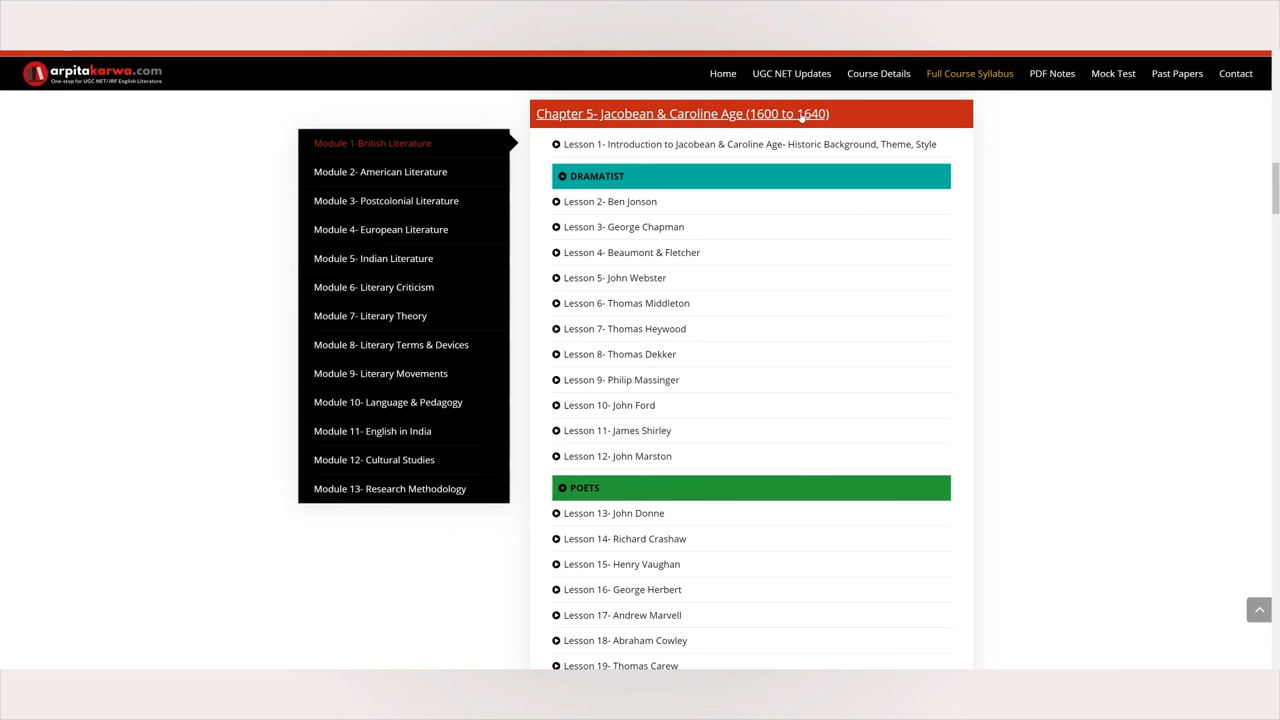 arpitakarwa.com
One-stop for UGC NET/JRF English Literature
Home
UGC NET Updates
Course Details
Full Course Syllabus
PDF Notes
Mock Test
Past Papers
Contact
Module 1-British Literature
Module 2- American Literature
Module 3- Postcolonial Literature
Module 4- European Literature
Module 5- Indian Literature
Module 6- Literary Criticism
Module 7- Literary Theory
Module 8- Literary Terms & Devices
Module 9- Literary Movements
Module 10- Language & Pedagogy
Module 11- English in India
Module 12- Cultural Studies
Module 13- Research Methodology
Chapter 5- Jacobean & Caroline Age (1600 to 1640)
Lesson 1- Introduction to Jacobean & Caroline Age- Historic Background, Theme, Style
DRAMATIST
Lesson 2- Ben Jonson
Lesson 3- George Chapman
Lesson 4- Beaumont & Fletcher
Lesson 5- John Webster
Lesson 6- Thomas Middleton
Lesson 7- Thomas Heywood
Lesson 8- Thomas Dekker
Lesson 9- Philip Massinger
Lesson 10- John Ford
Lesson 11- James Shirley
Lesson 12- John Marston
POETS
Lesson 13- John Donne
Lesson 14- Richard Crashaw
Lesson 15- Henry Vaughan
Lesson 16- George Herbert
Lesson 17- Andrew Marvell
Lesson 18- Abraham Cowley
Lesson 19- Thomas Carew